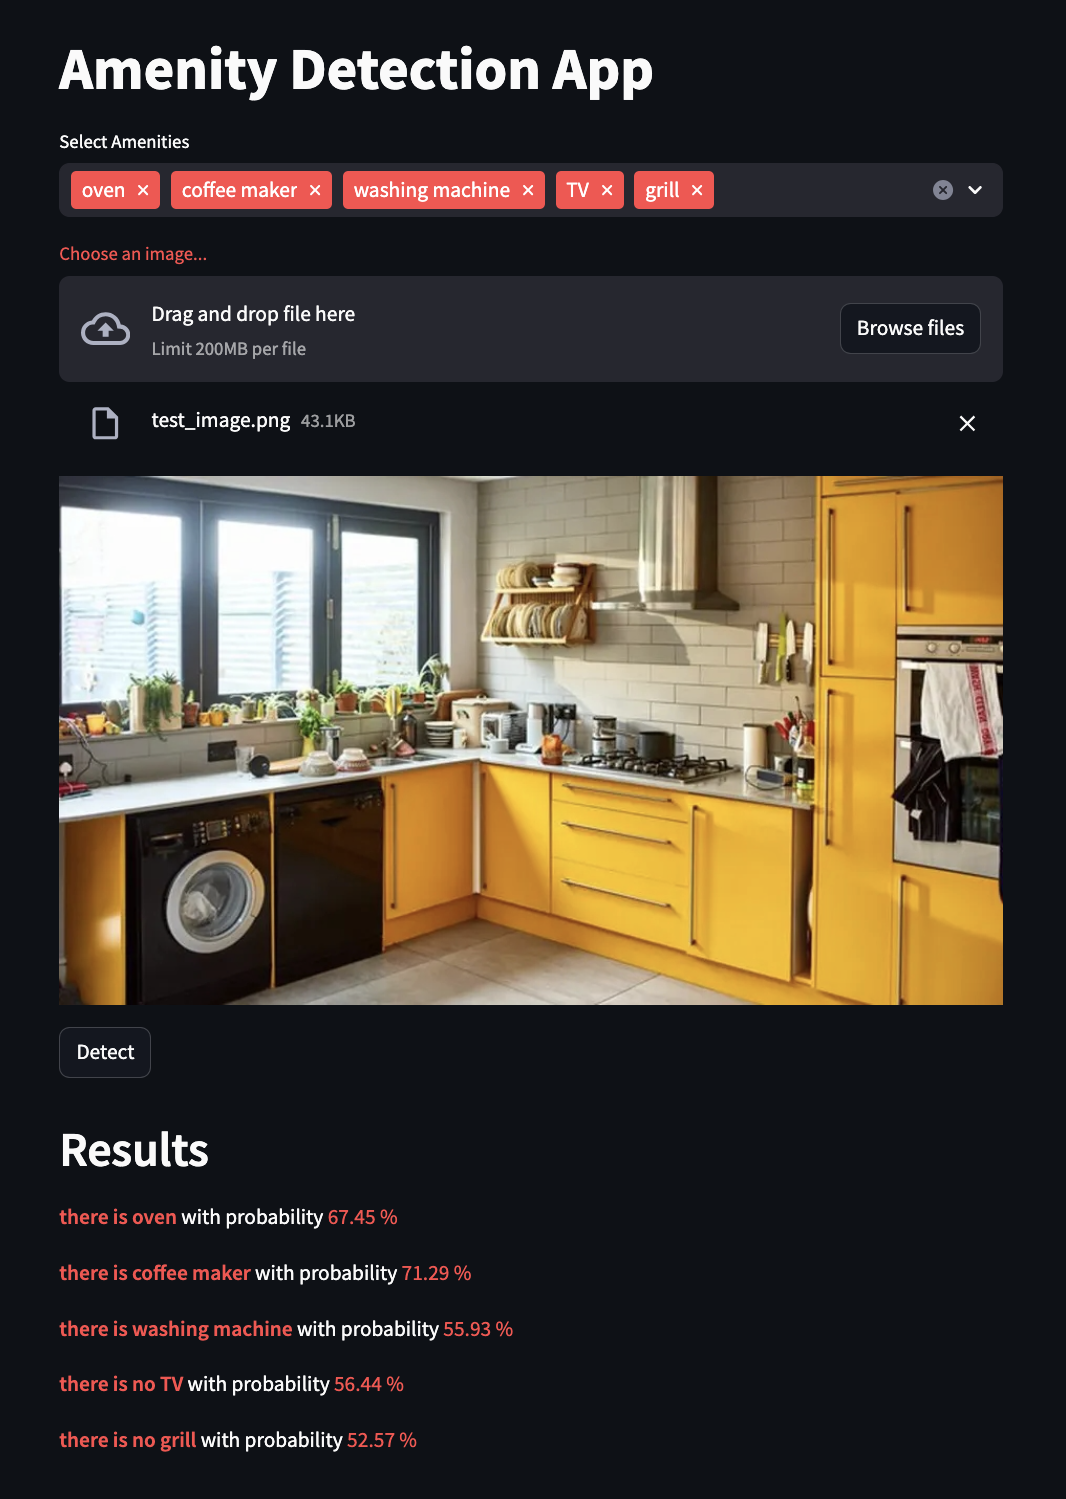 Amenity Detection App
Select Amenities
oven × coffee maker × washing machine × TV × grill ×
Choose an image...
Drag and drop file here
Limit 200MB per file
Browse files
test_image.png 43.1KB
Detect
Results
there is oven with probability 67.45 %
there is coffee maker with probability 71.29 %
there is washing machine with probability 55.93 %
there is no TV with probability 56.44 %
there is no grill with probability 52.57 %